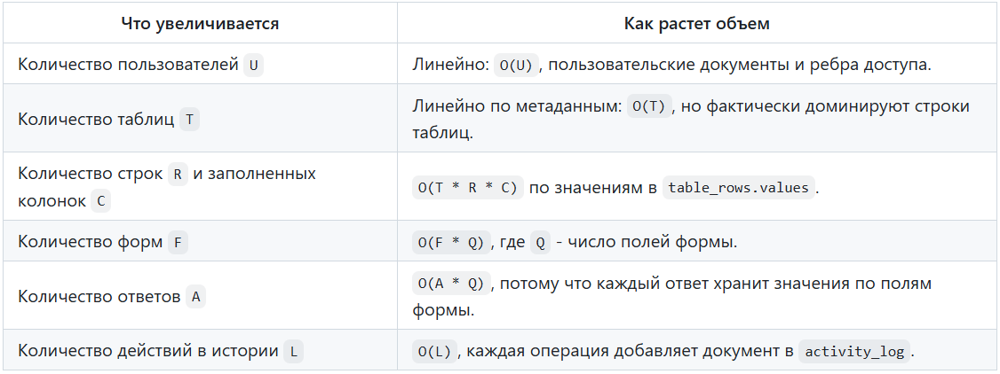 Что увеличивается
Как растет объем
Количество пользователей U
Линейно: O(U), пользовательские документы и ребра доступа.
Количество таблиц T
Линейно по метаданным: O(T), но фактически доминируют строки
таблиц.
Количество строк R и заполненных
колонок C
O(T * R * C) по значениям в table_rows.values.
Количество форм F
O(F * Q), где Q - число полей формы.
Количество ответов A
O(A * Q), потому что каждый ответ хранит значения по полям
формы.
Количество действий в истории L
O(L), каждая операция добавляет документ в activity_log.